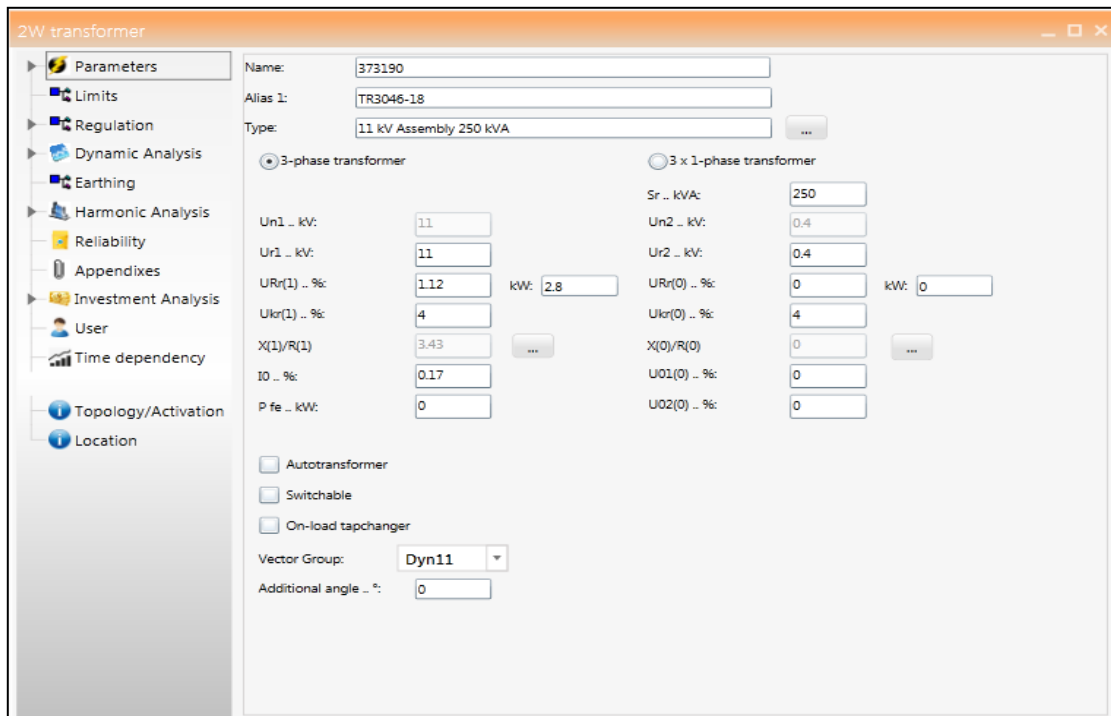 2W transformer
Parameters
Limits
Regulation
Dynamic Analysis
Earthing
Harmonic Analysis
Reliability
Appendixes
Investment Analysis
User
Time dependency
Topology/Activation
Location
Name: 373190
Alias 1: TR3046-18
Type: 11 kV Assembly 250 kVA ...
3-phase transformer 3 x 1-phase transformer
Sr .. kVA: 250
Un1 .. kV: 11 Un2 .. kV: 0.4
Ur1 .. kV: 11 Ur2 .. kV: 0.4
URr(1) .. %: 1.12 kW: 2.8 URr(0) .. %: 0 kW: 0
Ukr(1) .. %: 4 Ukr(0) .. %: 4
X(1)/R(1) 3.43 ... X(0)/R(0) 0 ...
I0 .. %: 0.17 U01(0) .. %: 0
P fe .. kW: 0 U02(0) .. %: 0
Autotransformer
Switchable
On-load tapchanger
Vector Group: Dyn11
Additional angle .. °: 0